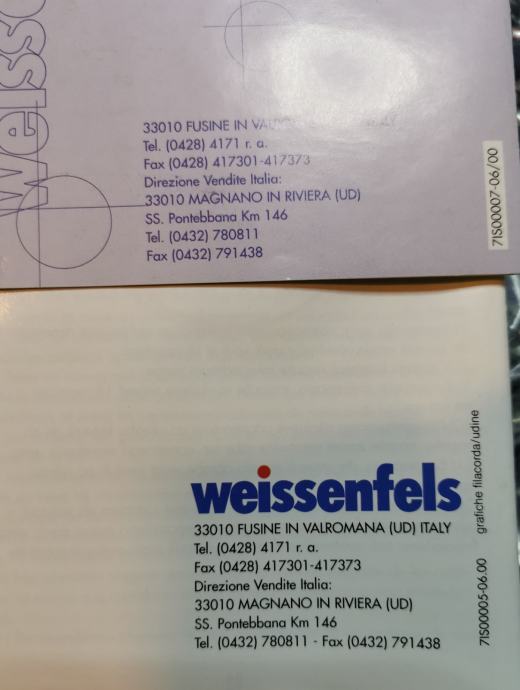 weisse
33010 FUSINE IN
Tel. (0428) 4171 r. a.
Fax (0428) 417301-417373
Direzione Vendite Italia:
33010 MAGNANO IN RIVIERA (UD)
SS. Pontebbana Km 146
Tel. (0432) 780811
Fax (0432) 791438
7IS00007-06/00
weissenfels
33010 FUSINE IN VALROMANA (UD) ITALY
Tel. (0428) 4171 r. a.
Fax (0428) 417301-417373
Direzione Vendite Italia:
33010 MAGNANO IN RIVIERA (UD)
SS. Pontebbana Km 146
Tel. (0432) 780811 - Fax (0432) 791438
7IS00005-06.00
grafiche filacorda/udine